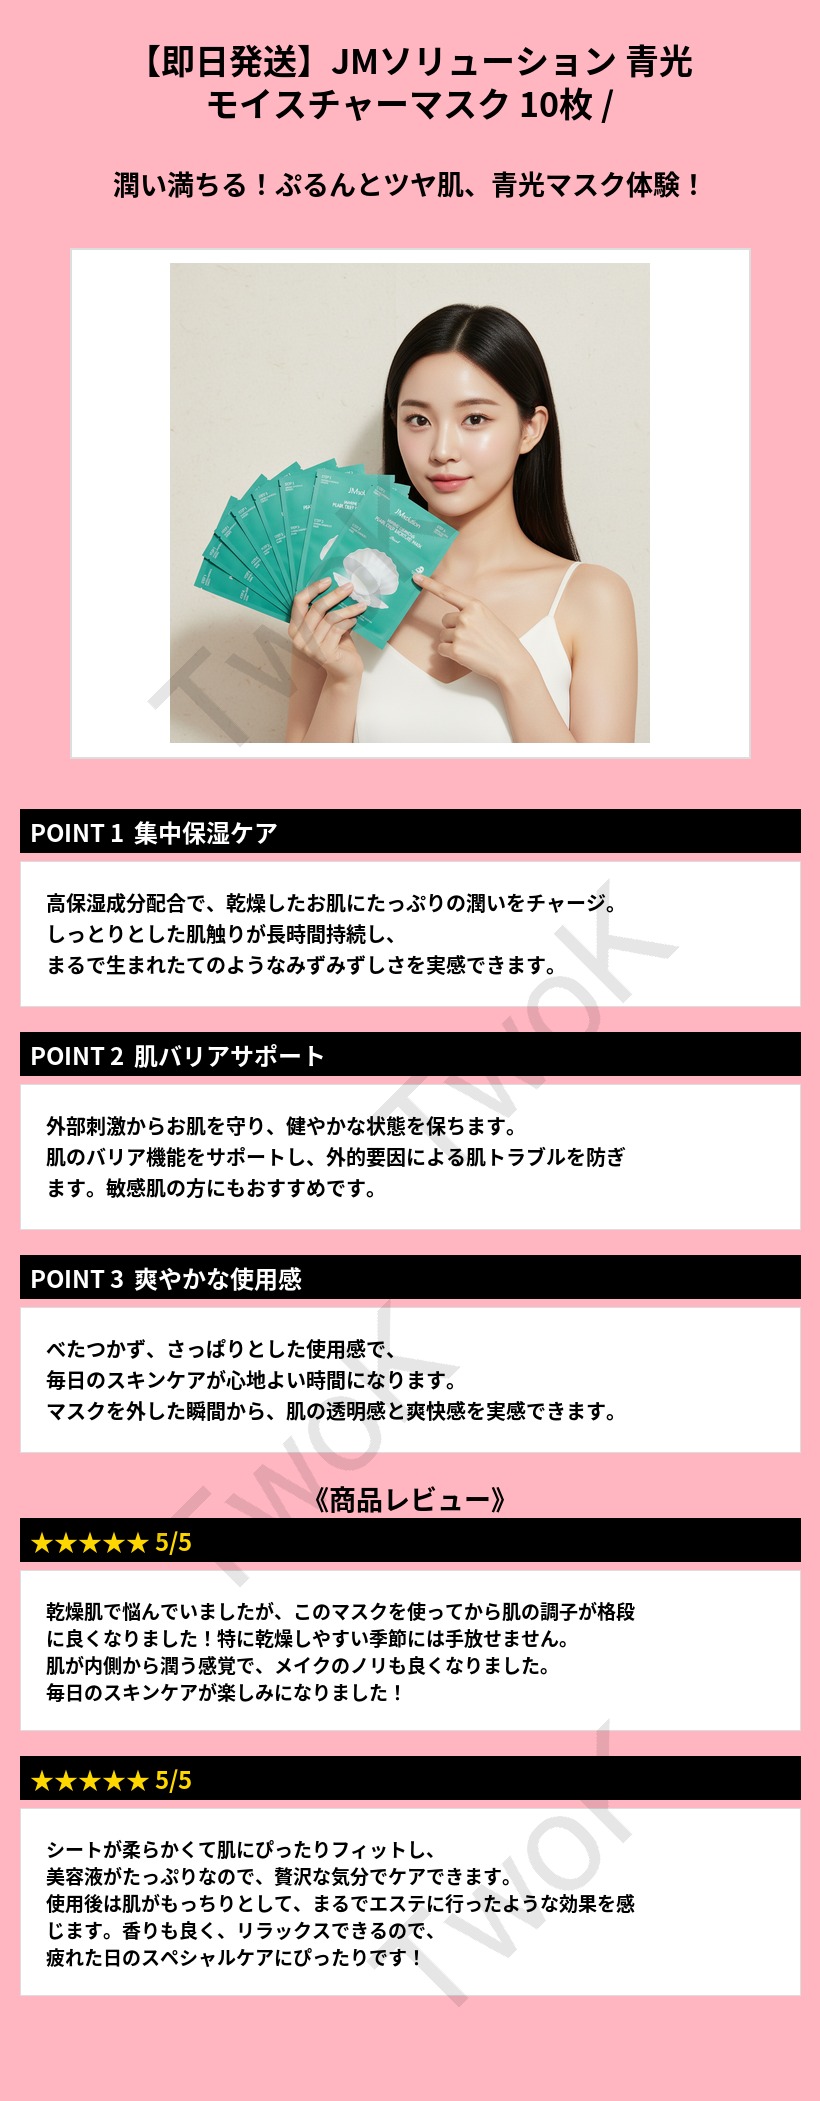 【即日発送】JMソリューション 青光
モイスチャーマスク 10枚 /
潤い満ちる！ぷるんとツヤ肌、青光マスク体験！
JMsolution
POINT 1 集中保湿ケア
高保湿成分配合で、乾燥したお肌にたっぷりの潤いをチャージ。
しっとりとした肌触りが長時間持続し、
まるで生まれたてのようなみずみずしさを実感できます。
POINT 2 肌バリアサポート
外部刺激からお肌を守り、健やかな状態を保ちます。
肌のバリア機能をサポートし、外的要因による肌トラブルを防ぎ
ます。敏感肌の方にもおすすめです。
POINT 3 爽やかな使用感
べたつかず、さっぱりとした使用感で、
毎日のスキンケアが心地よい時間になります。
マスクを外した瞬間から、肌の透明感と爽快感を実感できます。
《商品レビュー》
★★★★★ 5/5
乾燥肌で悩んでいましたが、このマスクを使ってから肌の調子が格段
に良くなりました！特に乾燥しやすい季節には手放せません。
肌が内側から潤う感覚で、メイクのノリも良くなりました。
毎日のスキンケアが楽しみになりました！
★★★★★ 5/5
シートが柔らかくて肌にぴったりフィットし、
美容液がたっぷりなので、贅沢な気分でケアできます。
使用後は肌がもっちりとして、まるでエステに行ったような効果を感
じます。香りも良く、リラックスできるので、
疲れた日のスペシャルケアにぴったりです！
TwoK
TwoK
TwoK
TwoK